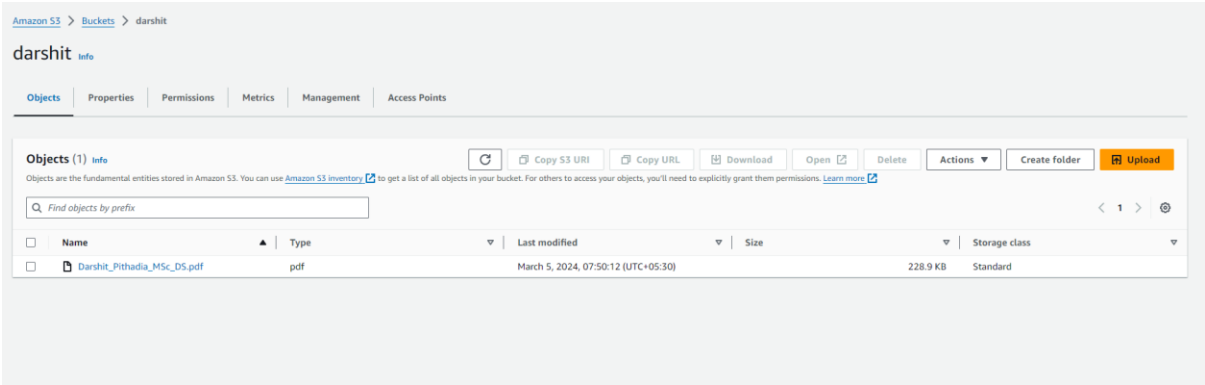 Amazon S3 > Buckets > darshit
darshit Info
Objects Properties Permissions Metrics Management Access Points
Objects (1) Info
Copy S3 URI Copy URL Download Open Delete Actions Create folder Upload
Objects are the fundamental entities stored in Amazon S3. You can use Amazon S3 inventory to get a list of all objects in your bucket. For others to access your objects, you'll need to explicitly grant them permissions. Learn more
Find objects by prefix
< 1 >
Name Type Last modified Size Storage class
Darshit_Pithadia_MSc_DS.pdf pdf March 5, 2024, 07:50:12 (UTC+05:30) 228.9 KB Standard